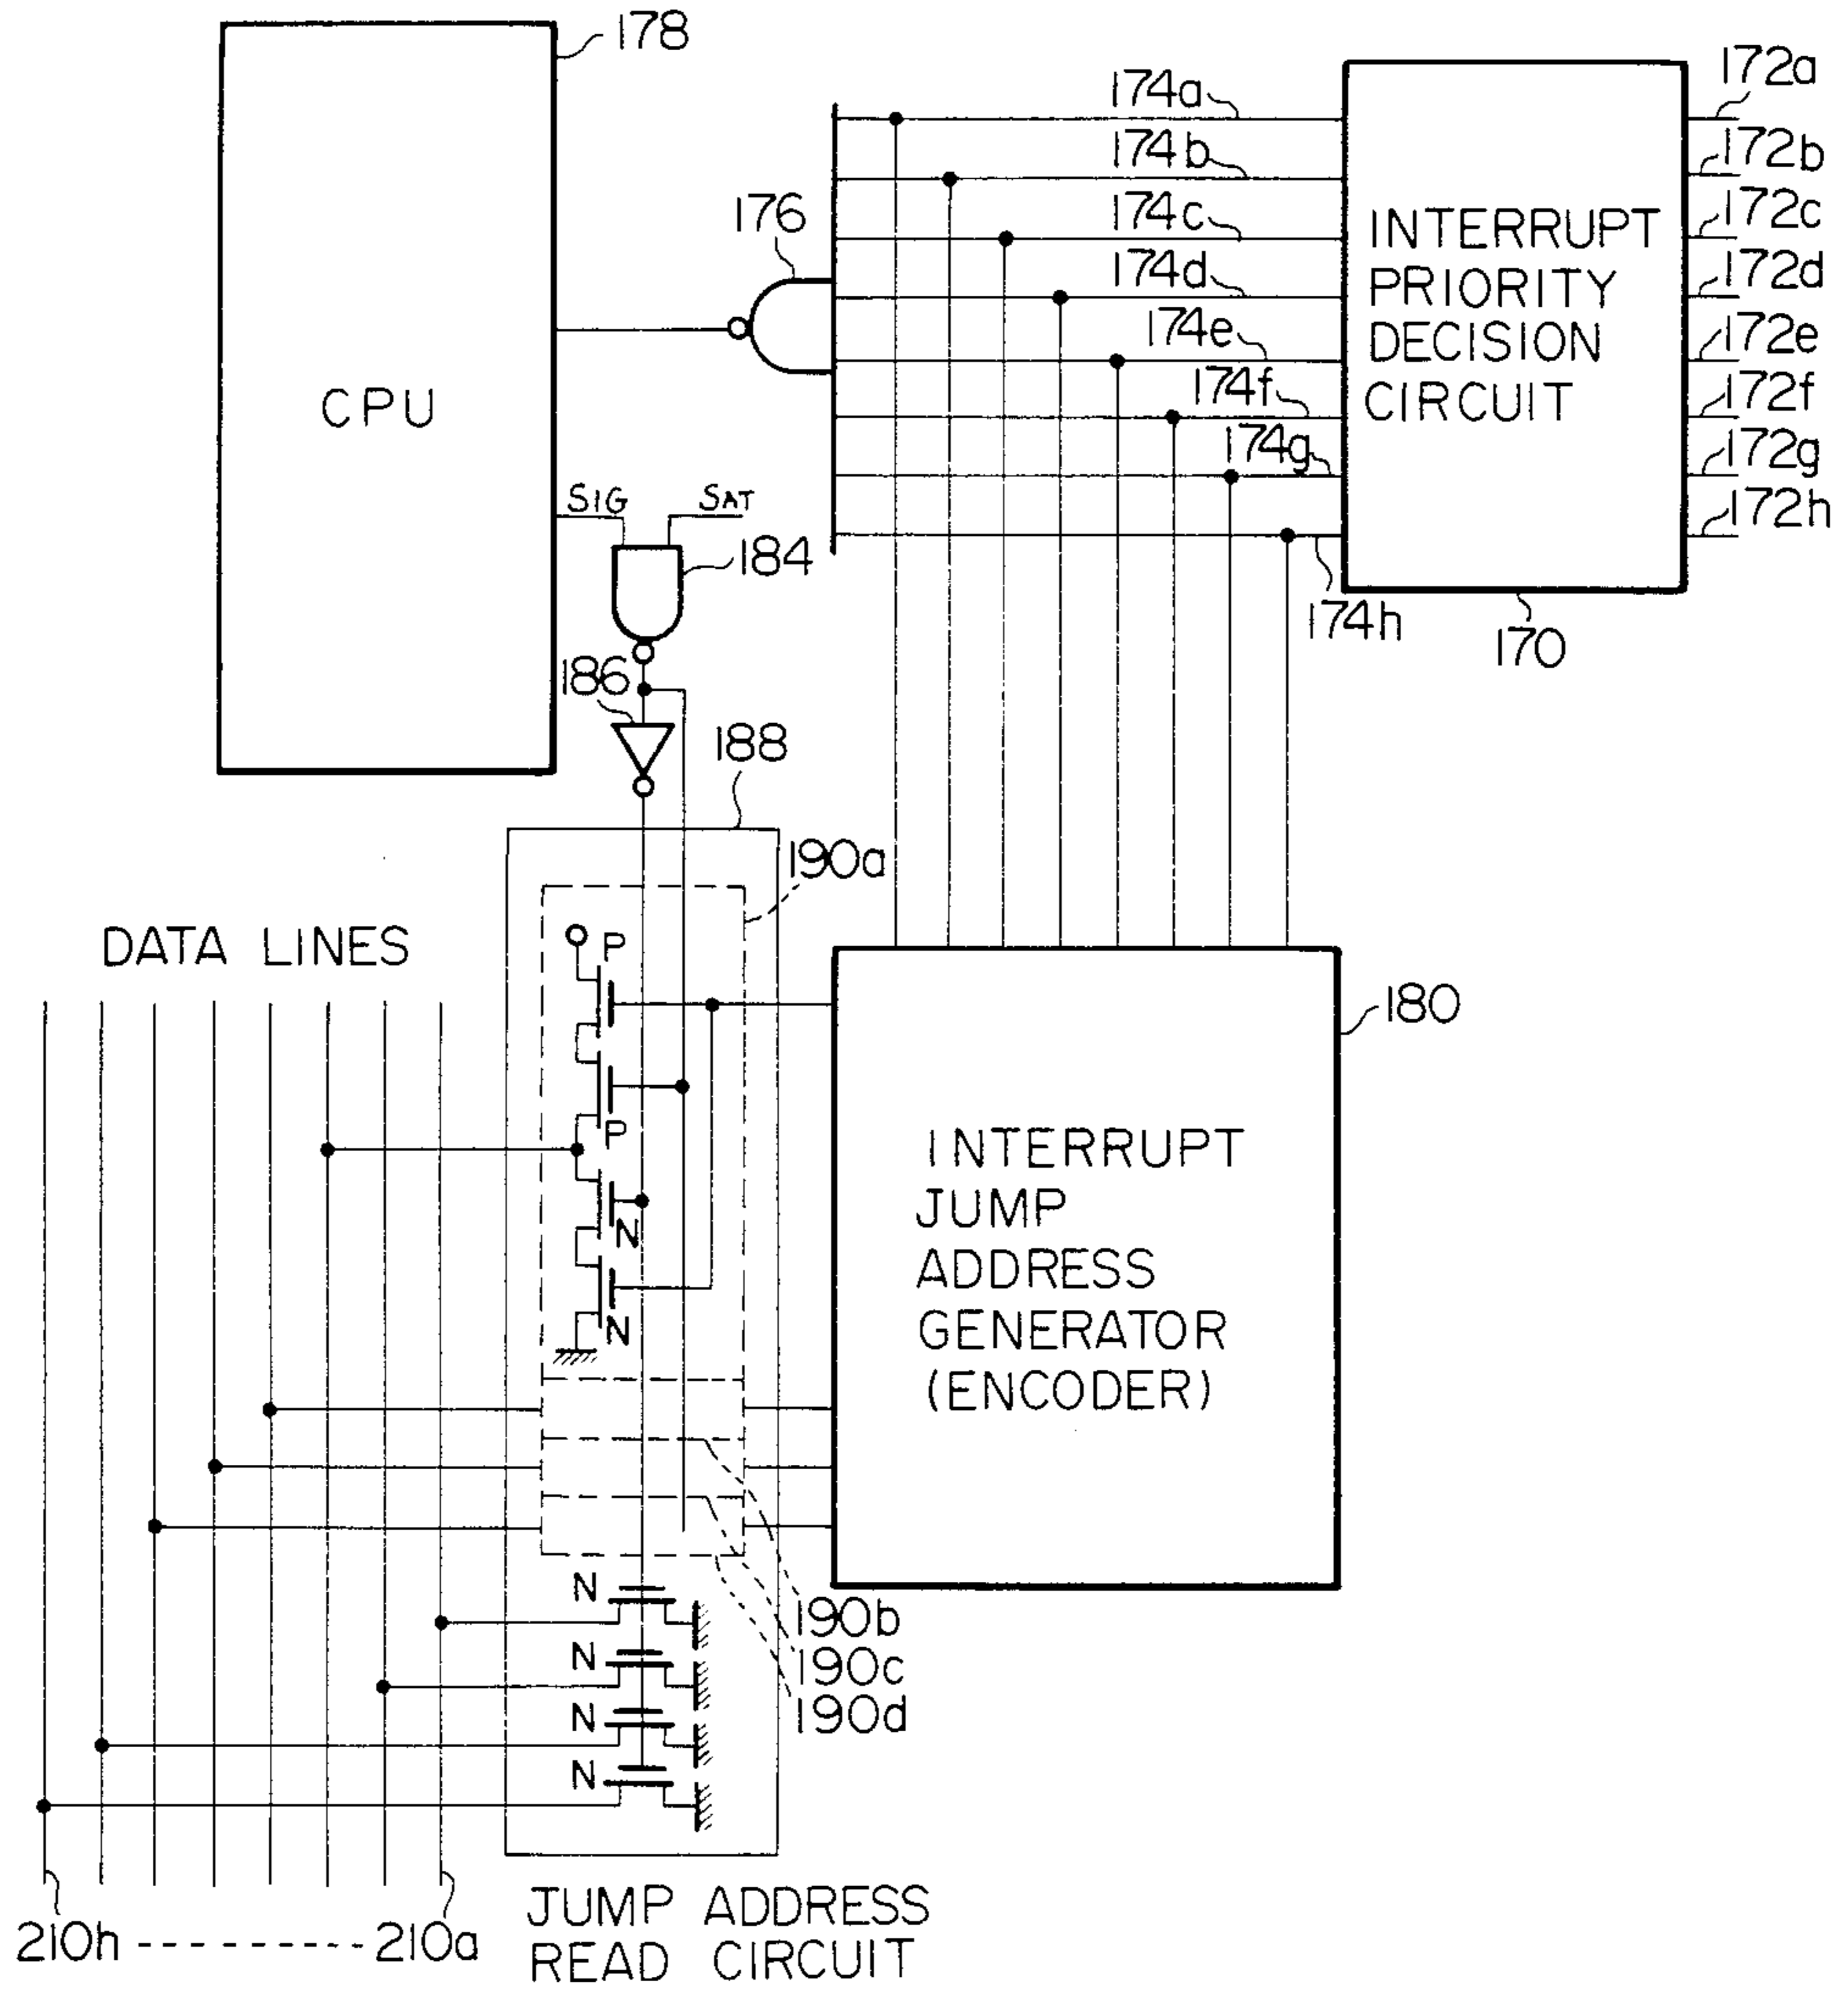 178
172a
174a
172b
174b
176
174c
172c
INTERRUPT
PRIORITY
DECISION
CIRCUIT
174d
172d
174e
172e
CPU
174f
172f
174g
172g
SIG
SAT
172h
184
174h
170
186
188
190a
DATA LINES
P
180
P
INTERRUPT
JUMP
ADDRESS
GENERATOR
(ENCODER)
N
N
N
190b
N
190c
N
190d
N
210h -------- 210a
JUMP ADDRESS
READ CIRCUIT